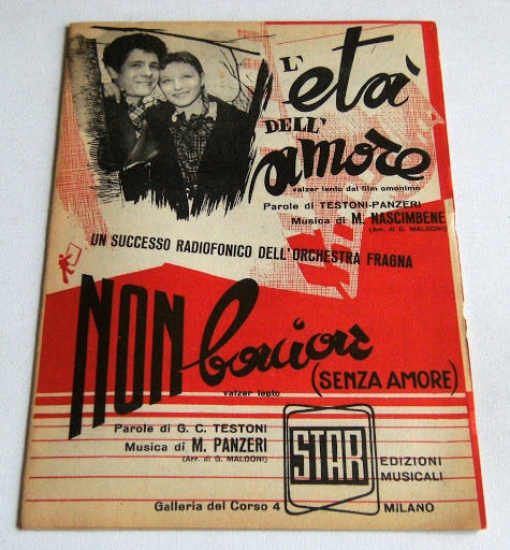 L'età
DELL'
amore
valzer lento dal film omonimo
Parole di TESTONI-PANZERI
Musica di M. NASCIMBENE
(Arr. di G. MALGONI)
UN SUCCESSO RADIOFONICO DELL'ORCHESTRA FRAGNA
NON baciare
(SENZA AMORE)
valzer lento
Parole di G. C. TESTONI
Musica di M. PANZERI
(Arr. di G. MALGONI)
STAR
EDIZIONI
MUSICALI
Galleria del Corso 4
MILANO